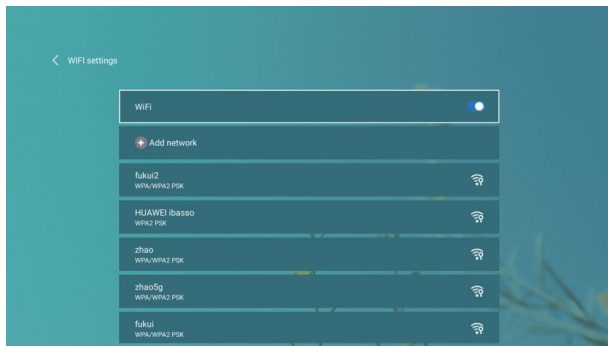 WIFI settings
WiFi
Add network
fukui2
WPA/WPA2 PSK
HUAWEI ibasso
WPA2 PSK
zhao
WPA/WPA2 PSK
zhao5g
WPA/WPA2 PSK
fukui
WPA/WPA2 PSK